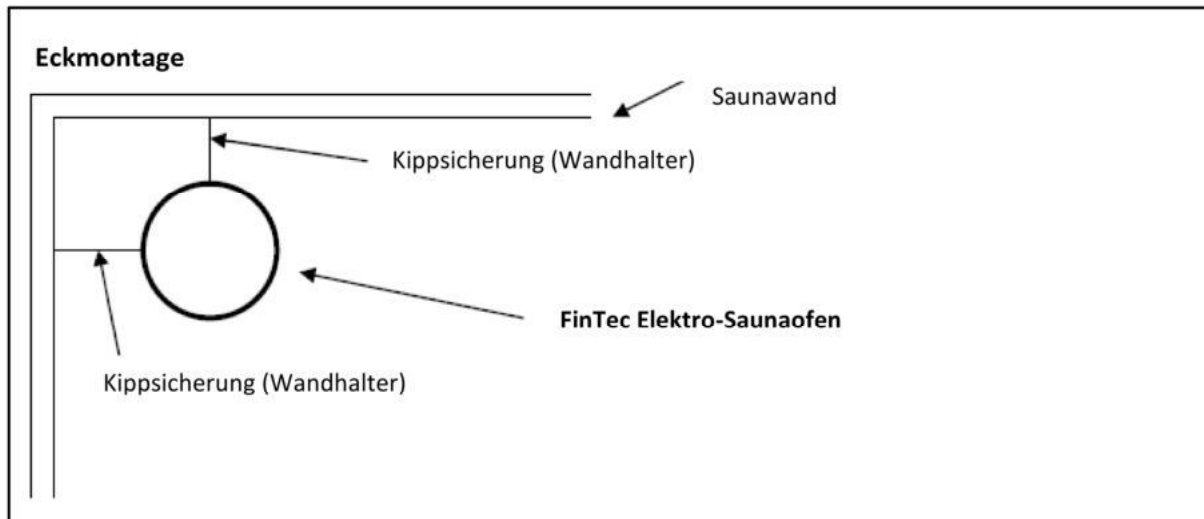 Eckmontage
Saunawand
Kippsicherung (Wandhalter)
FinTec Elektro-Saunaofen
Kippsicherung (Wandhalter)